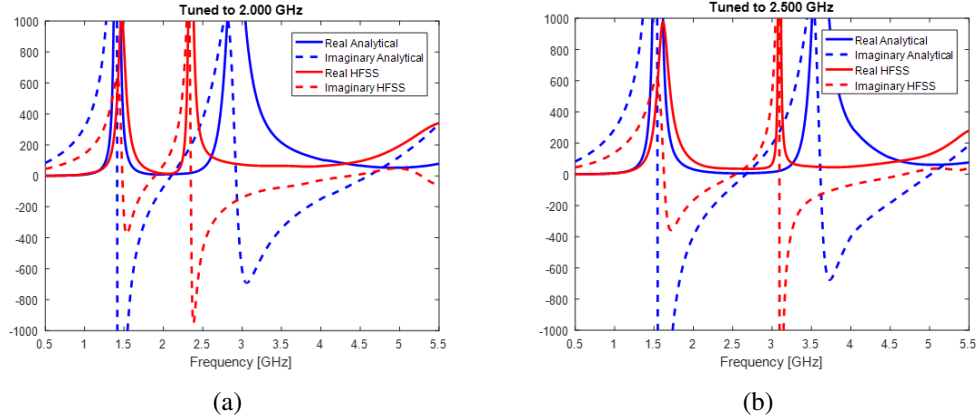 Tuned to 2.000 GHz
1000
800
600
400
200
0
-200
-400
-600
-800
-1000
0.5 1 1.5 2 2.5 3 3.5 4 4.5 5 5.5
Frequency [GHz]
Real Analytical
Imaginary Analytical
Real HFSS
Imaginary HFSS
(a)
Tuned to 2.500 GHz
1000
800
600
400
200
0
-200
-400
-600
-800
-1000
0.5 1 1.5 2 2.5 3 3.5 4 4.5 5 5.5
Frequency [GHz]
Real Analytical
Imaginary Analytical
Real HFSS
Imaginary HFSS
(b)